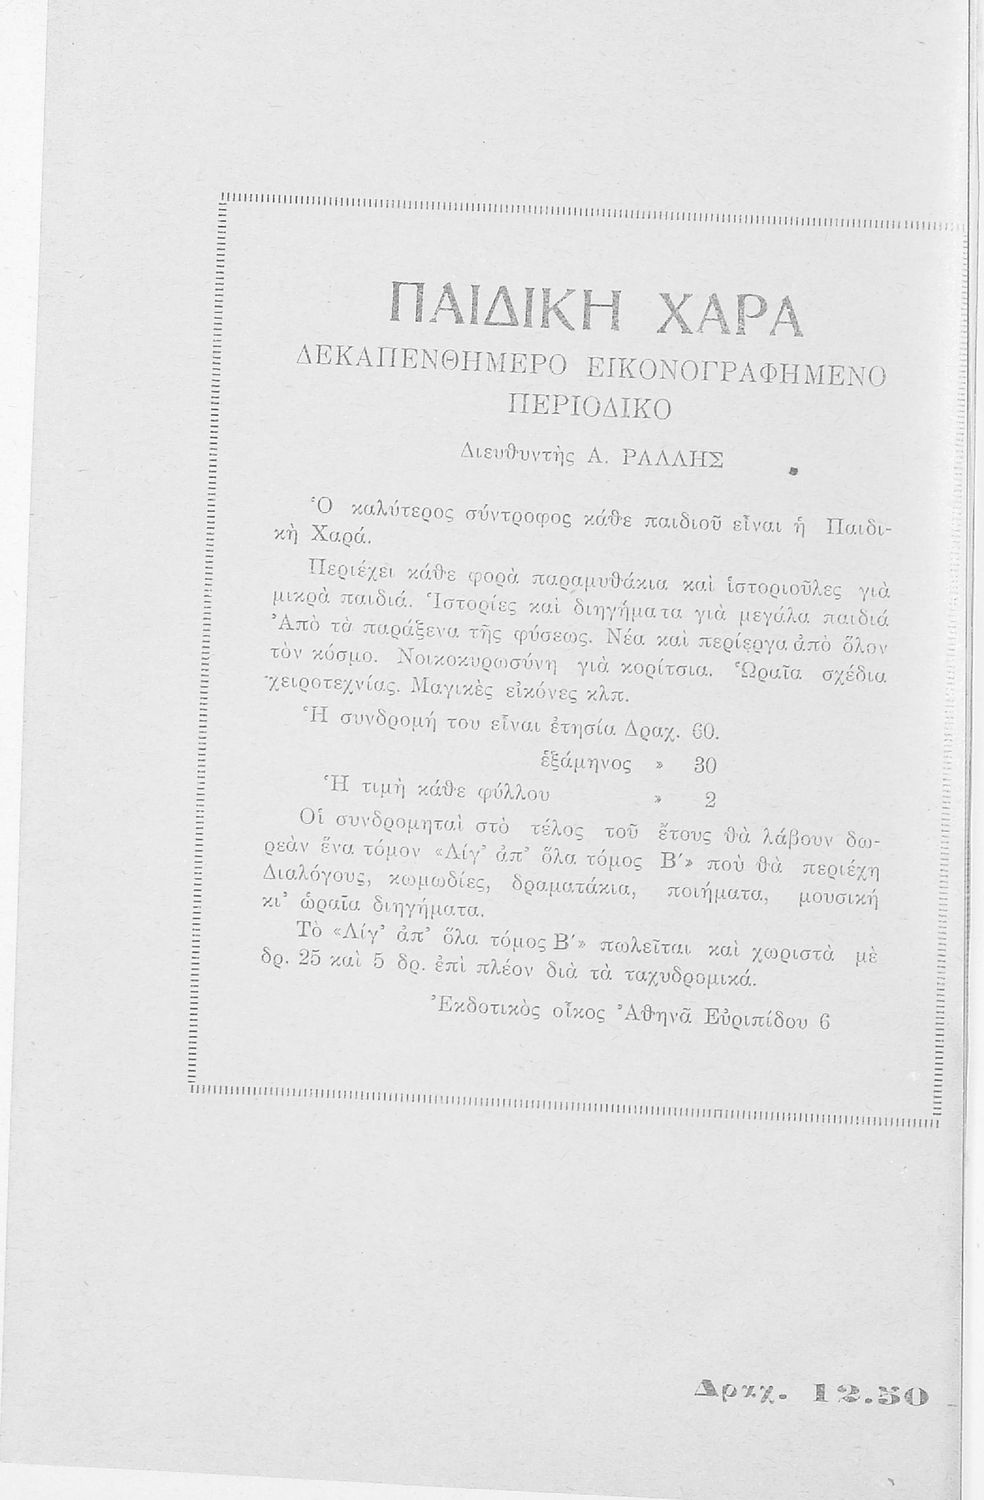 ΠΑΙΔΙΚΗ ΧΑΡΑ
ΔΕΚΑΠΕΝΘΗΜΕΡΟ ΕΙΚΟΝΟΓΡΑΦΗΜΕΝΟ
ΠΕΡΙΟΔΙΚΟ
Διευθυντὴς Α. ΡΑΛΛΗΣ
Ὁ καλύτερος σύντροφος κάθε παιδιοῦ εἶναι ἡ Παιδι-
κὴ Χαρά.
Περιέχει κάθε φορὰ παραμυθάκια καὶ ἱστοριοῦλες γιὰ
μικρὰ παιδιά. Ἱστορίες καὶ διηγήματα γιὰ μεγάλα παιδιά
Ἀπὸ τὰ παράξενα τῆς φύσεως. Νέα καὶ περίεργα ἀπὸ ὅλον
τὸν κόσμο. Νοικοκυρωσύνη γιὰ κορίτσια. Ὡραῖα σχέδια
χειροτεχνίας. Μαγικὲς εἰκόνες κλπ.
Ἡ συνδρομή του εἶναι ἐτησία Δραχ. 60.
ἑξάμηνος » 30
Ἡ τιμὴ κάθε φύλλου » 2
Οἱ συνδρομηταὶ στὸ τέλος τοῦ ἔτους θὰ λάβουν δω-
ρεὰν ἕνα τόμον «Λίγ’ ἀπ’ ὅλα τόμος Β΄» ποὺ θὰ περιέχη
Διαλόγους, κωμωδίες, δραματάκια, ποιήματα, μουσική
κι’ ὡραῖα διηγήματα.
Τὸ «Λίγ’ ἀπ’ ὅλα τόμος Β΄» πωλεῖται καὶ χωριστὰ μὲ
δρ. 25 καὶ 5 δρ. ἐπὶ πλέον διὰ τὰ ταχυδρομικά.
Ἐκδοτικὸς οἶκος Ἀθηνᾶ Εὐριπίδου 6
Δραχ. 12.50